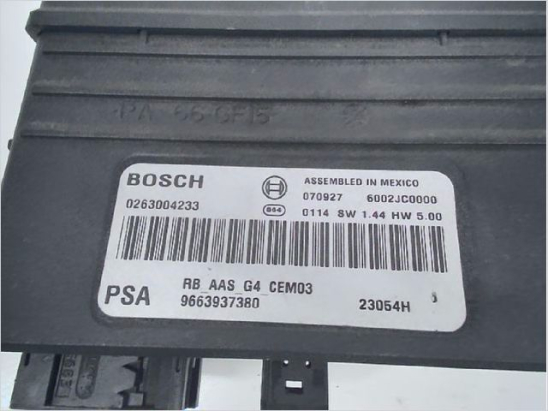 PA 66-GF15
BOSCH
ASSEMBLED IN MEXICO
0263004233
070927 6002JC0000
0114 SW 1.44 HW 5.00
RB_AAS_G4_CEM03
PSA
9663937380
23054H